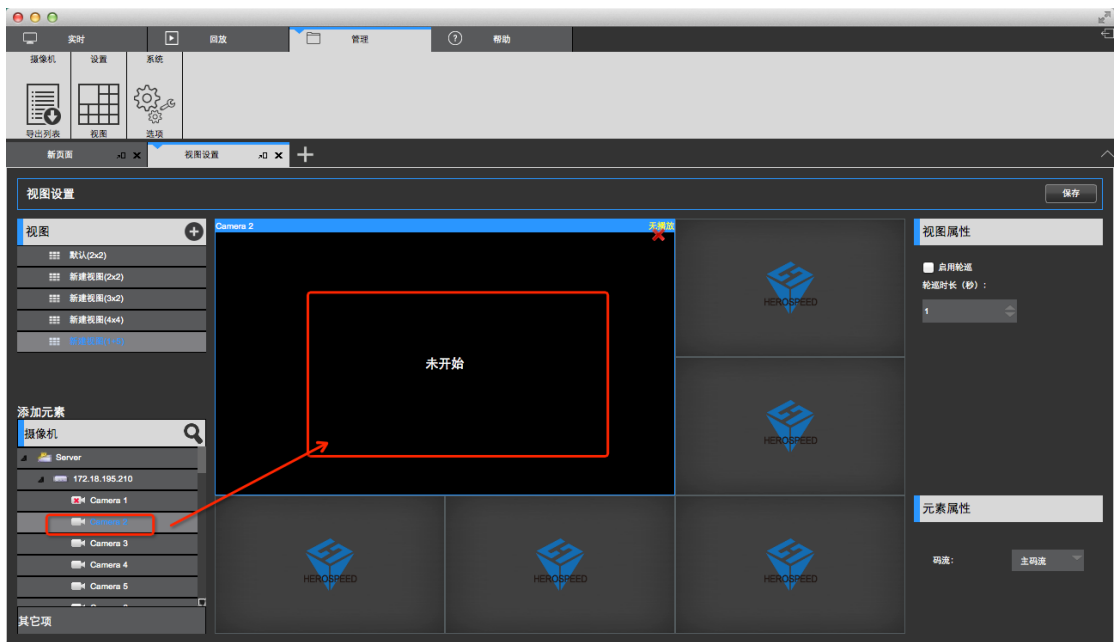 实时
回放
管理
帮助
摄像机
设置
系统
导出列表
视图
选项
新页面
视图设置
视图设置
保存
视图
默认(2x2)
新建视图(2x2)
新建视图(3x2)
新建视图(4x4)
添加元素
摄像机
Server
172.18.195.210
Camera 1
Camera 2
Camera 3
Camera 4
Camera 5
其它项
Camera 2
无播放
未开始
HEROSPEED
HEROSPEED
HEROSPEED
HEROSPEED
HEROSPEED
视图属性
启用轮巡
轮巡时长（秒）:
1
元素属性
码流:
主码流